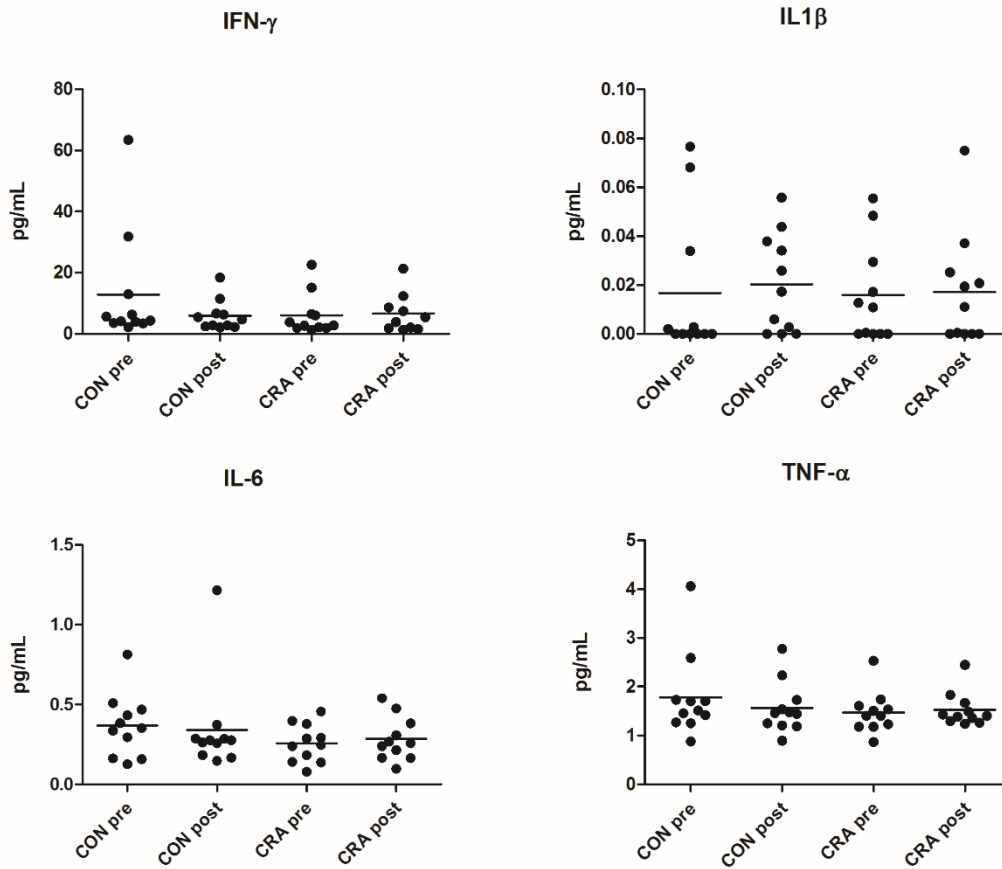 IFN-γ
80
60
40
20
0
pg/mL
CON pre
CON post
CRA pre
CRA post
IL1β
0.10
0.08
0.06
0.04
0.02
0.00
pg/mL
CON pre
CON post
CRA pre
CRA post
IL-6
1.5
1.0
0.5
0.0
pg/mL
CON pre
CON post
CRA pre
CRA post
TNF-α
5
4
3
2
1
0
pg/mL
CON pre
CON post
CRA pre
CRA post